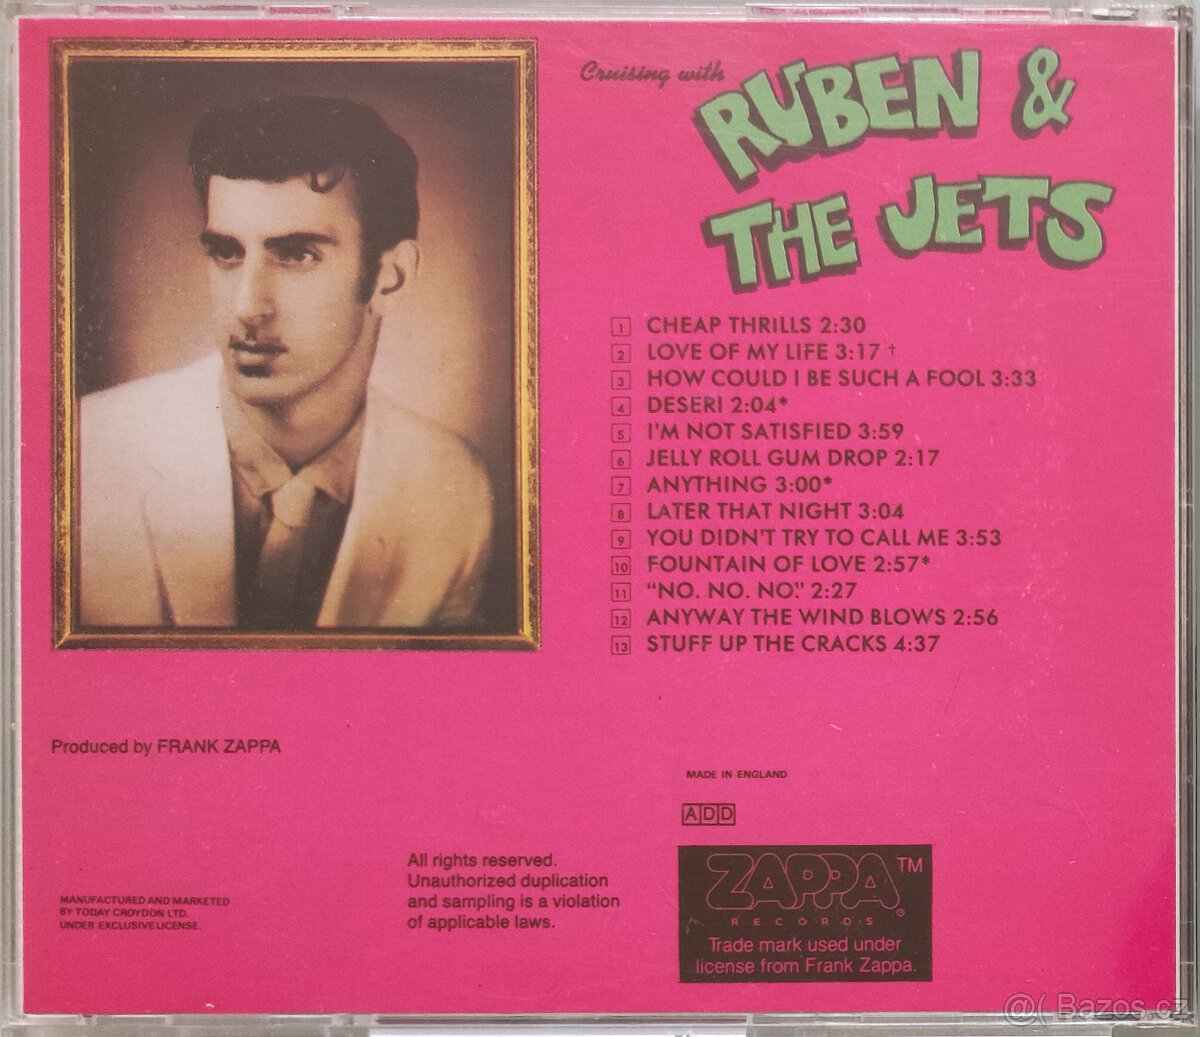 Cruising with
RUBEN &
THE JETS
1 CHEAP THRILLS 2:30
2 LOVE OF MY LIFE 3:17 †
3 HOW COULD I BE SUCH A FOOL 3:33
4 DESERI 2:04*
5 I'M NOT SATISFIED 3:59
6 JELLY ROLL GUM DROP 2:17
7 ANYTHING 3:00*
8 LATER THAT NIGHT 3:04
9 YOU DIDN'T TRY TO CALL ME 3:53
10 FOUNTAIN OF LOVE 2:57*
11 “NO. NO. NO.” 2:27
12 ANYWAY THE WIND BLOWS 2:56
13 STUFF UP THE CRACKS 4:37
Produced by FRANK ZAPPA
MADE IN ENGLAND
ADD
MANUFACTURED AND MARKETED
BY TODAY CROYDON LTD.
UNDER EXCLUSIVE LICENSE.
All rights reserved.
Unauthorized duplication
and sampling is a violation
of applicable laws.
ZAPPA ™
RECORDS ®
Trade mark used under
license from Frank Zappa.
@( Bazos.cz